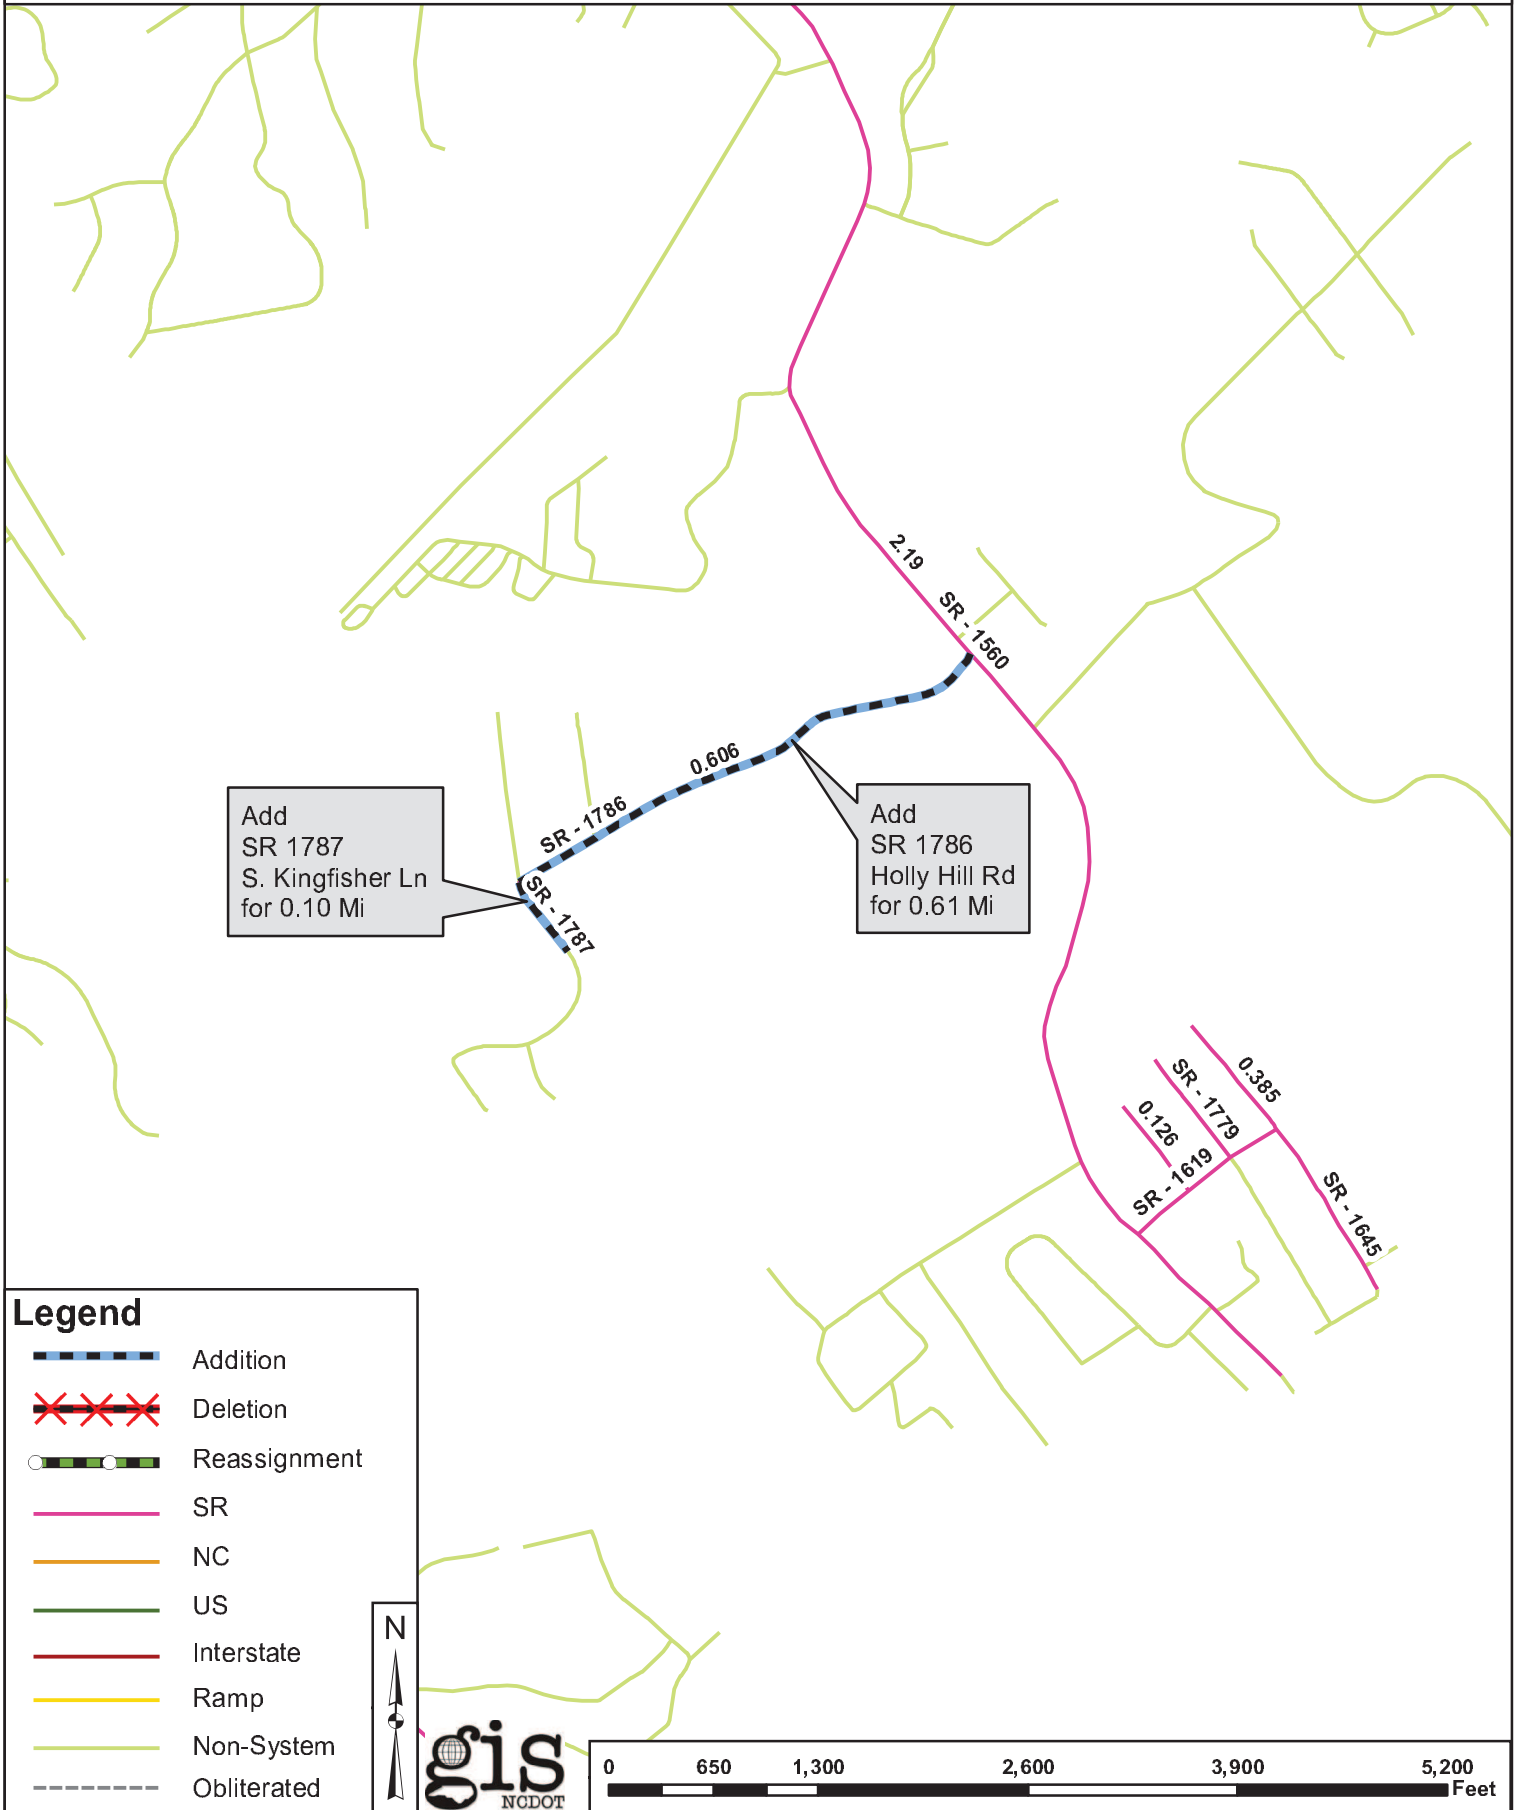 2.19
SR - 1560
0.606
SR - 1786
SR - 1787
Add
SR 1787
S. Kingfisher Ln
for 0.10 Mi
Add
SR 1786
Holly Hill Rd
for 0.61 Mi
0.385
SR - 1779
0.126
SR - 1619
SR - 1645
Legend
Addition
Deletion
Reassignment
SR
NC
US
Interstate
Ramp
Non-System
Obliterated
N
gis
NCDOT
0 650 1,300 2,600 3,900 5,200
Feet